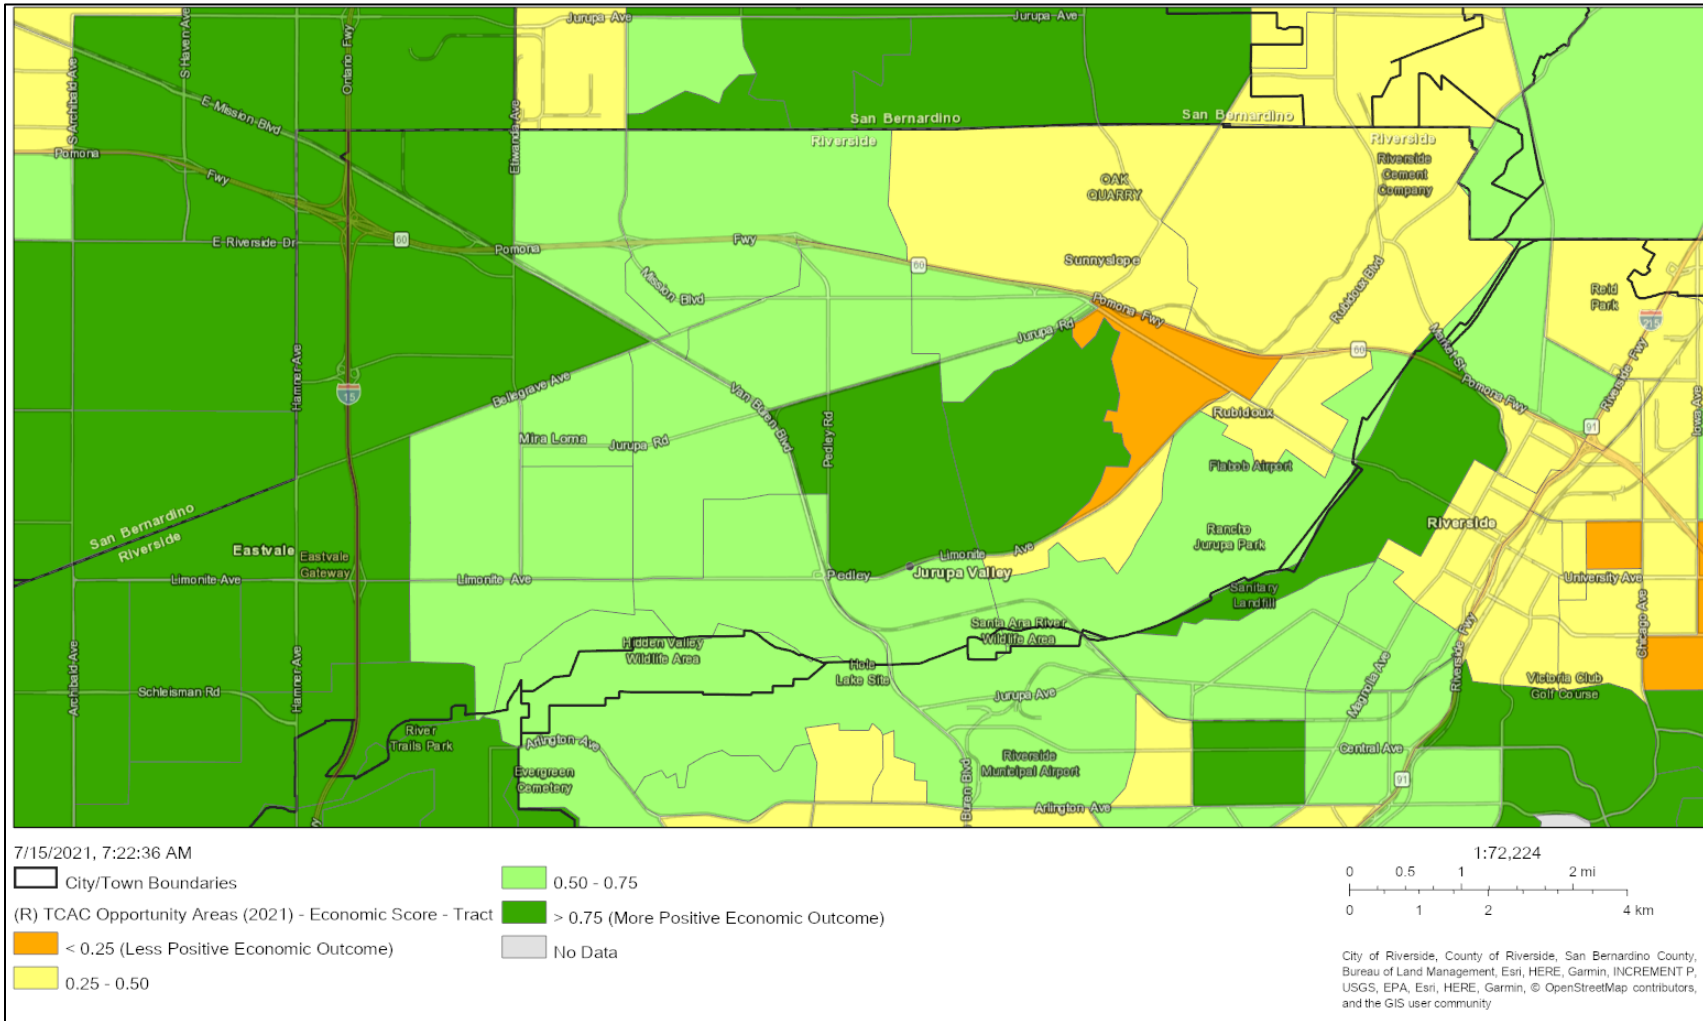 Jurupa Ave
Jurupa Ave
S Archibald Ave
S Haven Ave
Ontario Fwy
E Mission Blvd
Etiwanda Ave
San Bernardino
San Bernardino
Riverside
Riverside
Riverside
Cement
Company
Pomona
Fwy
OAK
QUARRY
E Riverside Dr
60
Pomona
Fwy
60
Sunnyslope
Mission Blvd
Reid
Park
Pomona Fwy
Rubidoux Blvd
215
Jurupa Rd
Market St
60
Hamner Ave
15
Bellegrave Ave
Van Buren Blvd
Pomona Fwy
Riverside Fwy
Iowa Ave
Rubidoux
91
Mira Loma
Jurupa Rd
Pedley Rd
Flabob Airport
San Bernardino
Riverside
Riverside
Rancho
Jurupa Park
Eastvale
Eastvale
Gateway
Limonite Ave
Limonite Ave
Pedley
Limonite Ave
Jurupa Valley
University Ave
Sanitary
Landfill
Chicago Ave
Santa Ana River
Wildlife Area
Hidden Valley
Wildlife Area
Hole
Lake Site
Riverside Fwy
Archibald Ave
Hamner Ave
Schleisman Rd
Jurupa Ave
Magnolia Ave
Victoria Club
Golf Course
River
Trails Park
Arlington Ave
Central Ave
Evergreen
Cemetery
Riverside
Municipal Airport
91
Buren Blvd
Arlington Ave
7/15/2021, 7:22:36 AM
City/Town Boundaries
(R) TCAC Opportunity Areas (2021) - Economic Score - Tract
< 0.25 (Less Positive Economic Outcome)
0.25 - 0.50
0.50 - 0.75
> 0.75 (More Positive Economic Outcome)
No Data
1:72,224
0 0.5 1 2 mi
0 1 2 4 km
City of Riverside, County of Riverside, San Bernardino County,
Bureau of Land Management, Esri, HERE, Garmin, INCREMENT P,
USGS, EPA, Esri, HERE, Garmin, © OpenStreetMap contributors,
and the GIS user community